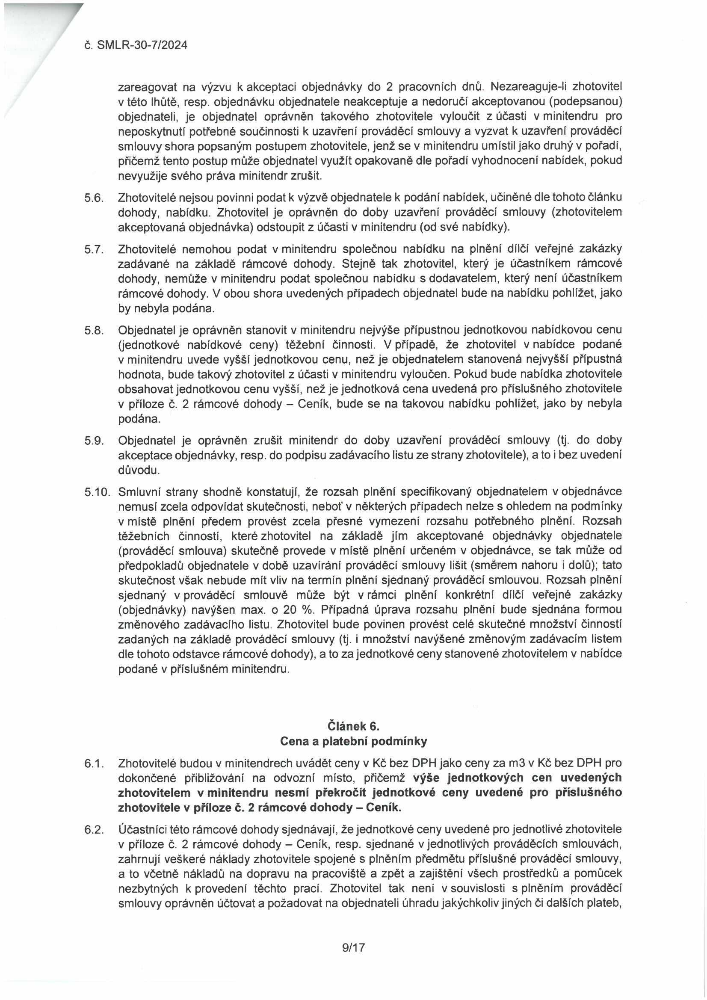 č. SMLR-30-7/2024
zareagovat na výzvu k akceptaci objednávky do 2 pracovních dnů. Nezareaguje-li zhotovitel
v této lhůtě, resp. objednávku objednatele neakceptuje a nedoručí akceptovanou (podepsanou)
objednateli, je objednatel oprávněn takového zhotovitele vyloučit z účasti v minitendru pro
neposkytnutí potřebné součinnosti k uzavření prováděcí smlouvy a vyzvat k uzavření prováděcí
smlouvy shora popsaným postupem zhotovitele, jenž se v minitendru umístil jako druhý v pořadí,
přičemž tento postup může objednatel využít opakovaně dle pořadí vyhodnocení nabídek, pokud
nevyužije svého práva minitendr zrušit.
5.6. Zhotovitelé nejsou povinni podat k výzvě objednatele k podání nabídek, učiněné dle tohoto článku
dohody, nabídku. Zhotovitel je oprávněn do doby uzavření prováděcí smlouvy (zhotovitelem
akceptovaná objednávka) odstoupit z účasti v minitendru (od své nabídky).
5.7. Zhotovitelé nemohou podat v minitendru společnou nabídku na plnění dílčí veřejné zakázky
zadávané na základě rámcové dohody. Stejně tak zhotovitel, který je účastníkem rámcové
dohody, nemůže v minitendru podat společnou nabídku s dodavatelem, který není účastníkem
rámcové dohody. V obou shora uvedených případech objednatel bude na nabídku pohlížet, jako
by nebyla podána.
5.8. Objednatel je oprávněn stanovit v minitendru nejvýše přípustnou jednotkovou nabídkovou cenu
(jednotkové nabídkové ceny) těžební činnosti. V případě, že zhotovitel v nabídce podané
v minitendru uvede vyšší jednotkovou cenu, než je objednatelem stanovená nejvyšší přípustná
hodnota, bude takový zhotovitel z účasti v minitendru vyloučen. Pokud bude nabídka zhotovitele
obsahovat jednotkovou cenu vyšší, než je jednotková cena uvedená pro příslušného zhotovitele
v příloze č. 2 rámcové dohody – Ceník, bude se na takovou nabídku pohlížet, jako by nebyla
podána.
5.9. Objednatel je oprávněn zrušit minitendr do doby uzavření prováděcí smlouvy (tj. do doby
akceptace objednávky, resp. do podpisu zadávacího listu ze strany zhotovitele), a to i bez uvedení
důvodu.
5.10. Smluvní strany shodně konstatují, že rozsah plnění specifikovaný objednatelem v objednávce
nemusí zcela odpovídat skutečnosti, neboť v některých případech nelze s ohledem na podmínky
v místě plnění předem provést zcela přesné vymezení rozsahu potřebného plnění. Rozsah
těžebních činností, které zhotovitel na základě jím akceptované objednávky objednatele
(prováděcí smlouva) skutečně provede v místě plnění určeném v objednávce, se tak může od
předpokladů objednatele v době uzavírání prováděcí smlouvy lišit (směrem nahoru i dolů); tato
skutečnost však nebude mít vliv na termín plnění sjednaný prováděcí smlouvou. Rozsah plnění
sjednaný v prováděcí smlouvě může být v rámci plnění konkrétní dílčí veřejné zakázky
(objednávky) navýšen max. o 20 %. Případná úprava rozsahu plnění bude sjednána formou
změnového zadávacího listu. Zhotovitel bude povinen provést celé skutečné množství činností
zadaných na základě prováděcí smlouvy (tj. i množství navýšené změnovým zadávacím listem
dle tohoto odstavce rámcové dohody), a to za jednotkové ceny stanovené zhotovitelem v nabídce
podané v příslušném minitendru.
Článek 6.
Cena a platební podmínky
6.1. Zhotovitelé budou v minitendrech uvádět ceny v Kč bez DPH jako ceny za m3 v Kč bez DPH pro
dokončené přibližování na odvozní místo, přičemž výše jednotkových cen uvedených
zhotovitelem v minitendru nesmí překročit jednotkové ceny uvedené pro příslušného
zhotovitele v příloze č. 2 rámcové dohody – Ceník.
6.2. Účastníci této rámcové dohody sjednávají, že jednotkové ceny uvedené pro jednotlivé zhotovitele
v příloze č. 2 rámcové dohody – Ceník, resp. sjednané v jednotlivých prováděcích smlouvách,
zahrnují veškeré náklady zhotovitele spojené s plněním předmětu příslušné prováděcí smlouvy,
a to včetně nákladů na dopravu na pracoviště a zpět a zajištění všech prostředků a pomůcek
nezbytných k provedení těchto prací. Zhotovitel tak není v souvislosti s plněním prováděcí
smlouvy oprávněn účtovat a požadovat na objednateli úhradu jakýchkoliv jiných či dalších plateb,
9/17